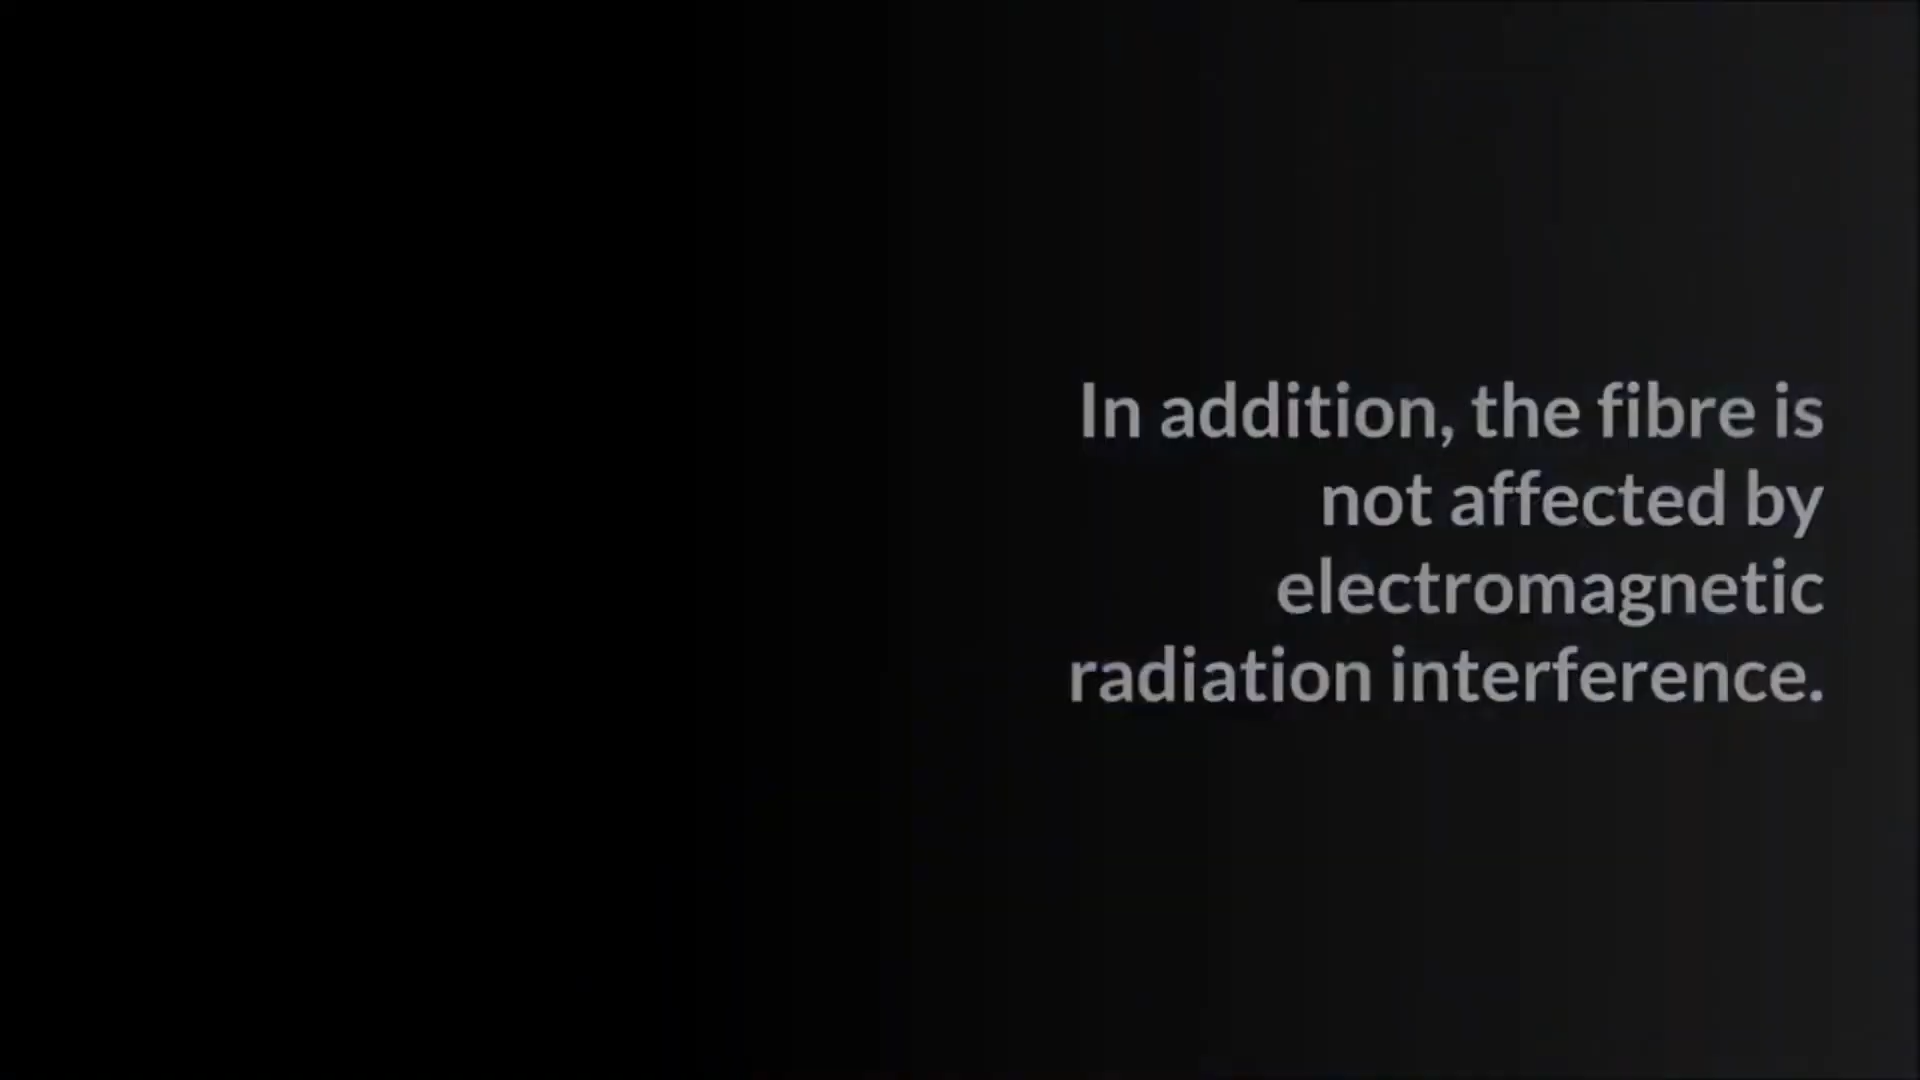 In addition, the fibre is
not affected by
electromagnetic
radiation interference.